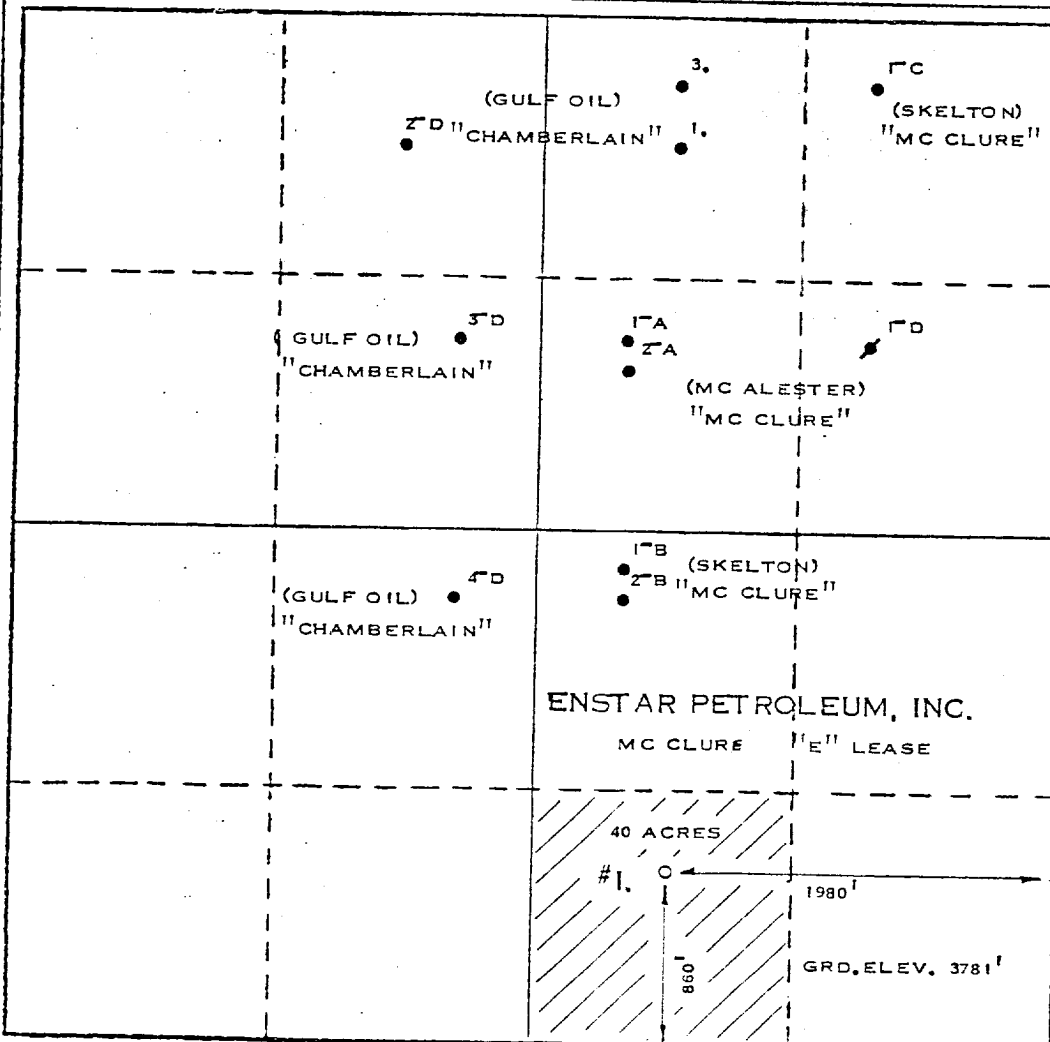 3.
1-C
(GULF OIL)
(SKELTON)
2-D "CHAMBERLAIN"
1.
"MC CLURE"
3-D
1-A
1-D
(GULF OIL)
2-A
"CHAMBERLAIN"
(MC ALESTER)
"MC CLURE"
1-B
(SKELTON)
4-D
2-B "MC CLURE"
(GULF OIL)
"CHAMBERLAIN"
ENSTAR PETROLEUM, INC.
MC CLURE "E" LEASE
40 ACRES
#1.
1980'
860'
GRD.ELEV. 3781'